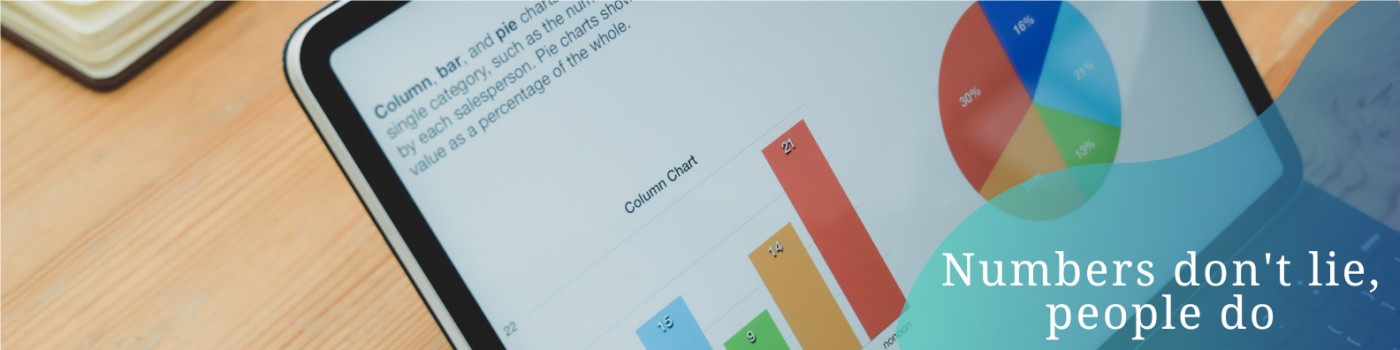 Column, bar, and pie charts
single category, such as the num
by each salesperson. Pie charts show
value as a percentage of the whole.
Column Chart
22
15
9
14
21
16%
21%
13%
30%
Numbers don't lie,
people do